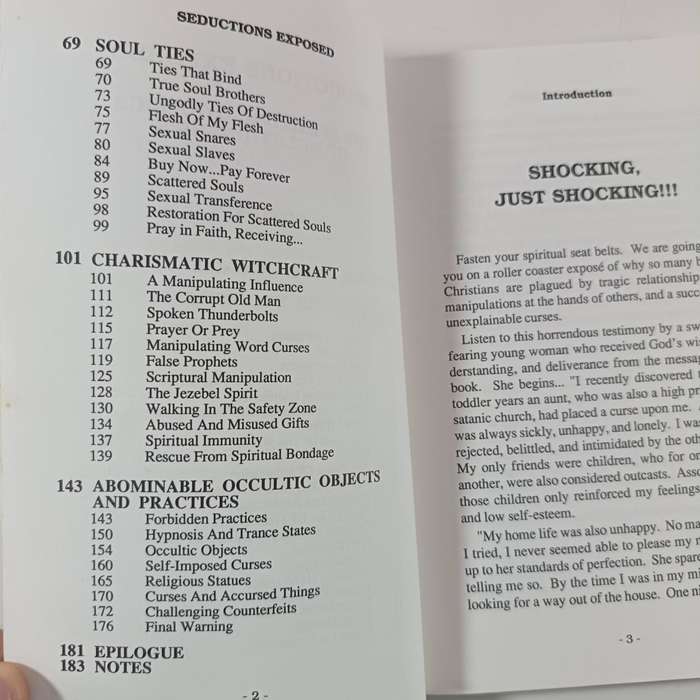 SEDUCTIONS EXPOSED
69 SOUL TIES
69 Ties That Bind
70 True Soul Brothers
73 Ungodly Ties Of Destruction
75 Flesh Of My Flesh
77 Sexual Snares
80 Sexual Slaves
84 Buy Now...Pay Forever
89 Scattered Souls
95 Sexual Transference
98 Restoration For Scattered Souls
99 Pray in Faith, Receiving...
101 CHARISMATIC WITCHCRAFT
101 A Manipulating Influence
111 The Corrupt Old Man
112 Spoken Thunderbolts
115 Prayer Or Prey
117 Manipulating Word Curses
119 False Prophets
125 Scriptural Manipulation
128 The Jezebel Spirit
130 Walking In The Safety Zone
134 Abused And Misused Gifts
137 Spiritual Immunity
139 Rescue From Spiritual Bondage
143 ABOMINABLE OCCULTIC OBJECTS
AND PRACTICES
143 Forbidden Practices
150 Hypnosis And Trance States
154 Occultic Objects
160 Self-Imposed Curses
165 Religious Statues
170 Curses And Accursed Things
172 Challenging Counterfeits
176 Final Warning
181 EPILOGUE
183 NOTES
- 2 -
Introduction
SHOCKING,
JUST SHOCKING!!!
Fasten your spiritual seat belts. We are going
you on a roller coaster exposé of why so many
Christians are plagued by tragic relationship
manipulations at the hands of others, and a succ
unexplainable curses.
Listen to this horrendous testimony by a sw
fearing young woman who received God's wi
derstanding, and deliverance from the messa
book. She begins... "I recently discovered
toddler years an aunt, who was also a high pr
satanic church, had placed a curse upon me.
was always sickly, unhappy, and lonely. I was
rejected, belittled, and intimidated by the oth
My only friends were children, who for on
another, were also considered outcasts. Asso
those children only reinforced my feelings
and low self-esteem.
"My home life was also unhappy. No ma
I tried, I never seemed able to please my
up to her standards of perfection. She spare
telling me so. By the time I was in my mi
looking for a way out of the house. One ni
- 3 -